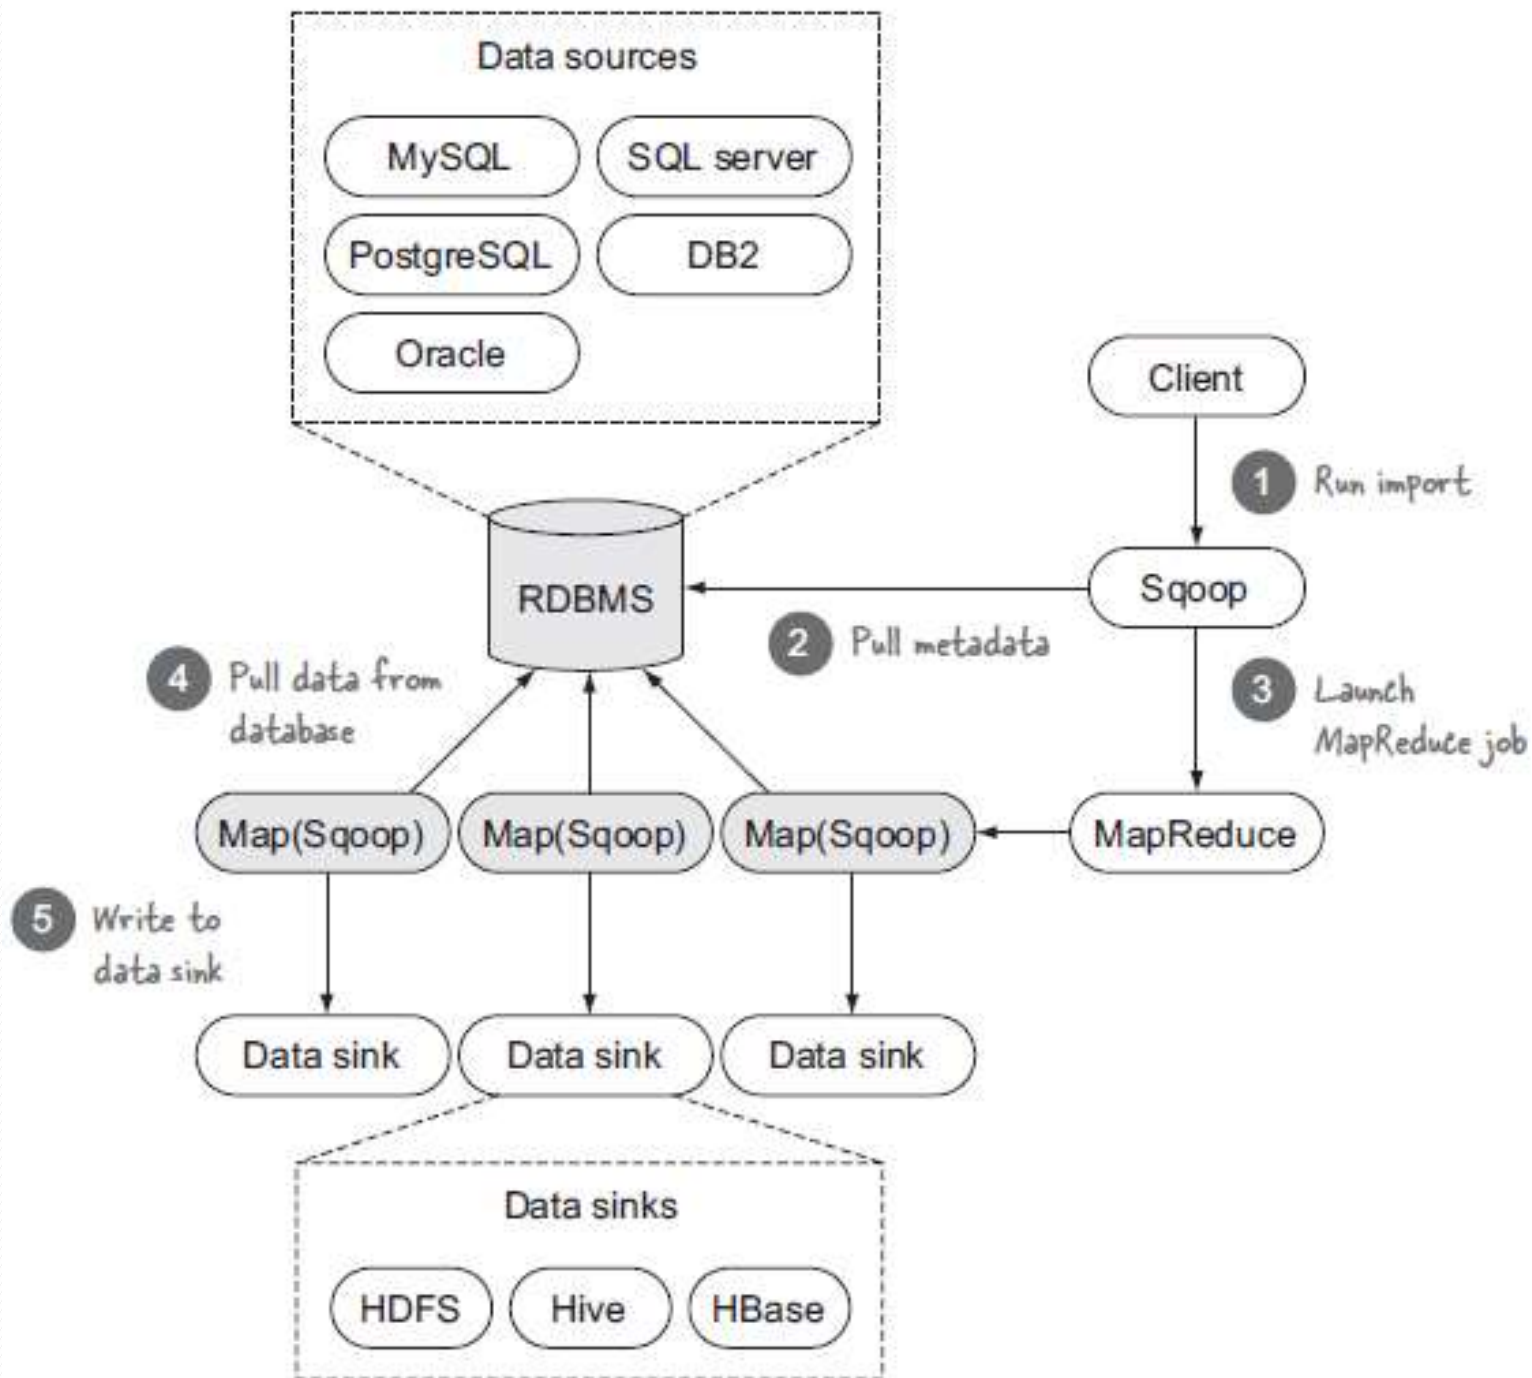 Data sources
MySQL
SQL server
PostgreSQL
DB2
Oracle
Client
1 Run import
RDBMS
Sqoop
2 Pull metadata
3 Launch
MapReduce job
4 Pull data from
database
Map(Sqoop)
Map(Sqoop)
Map(Sqoop)
MapReduce
5 Write to
data sink
Data sink
Data sink
Data sink
Data sinks
HDFS
Hive
HBase